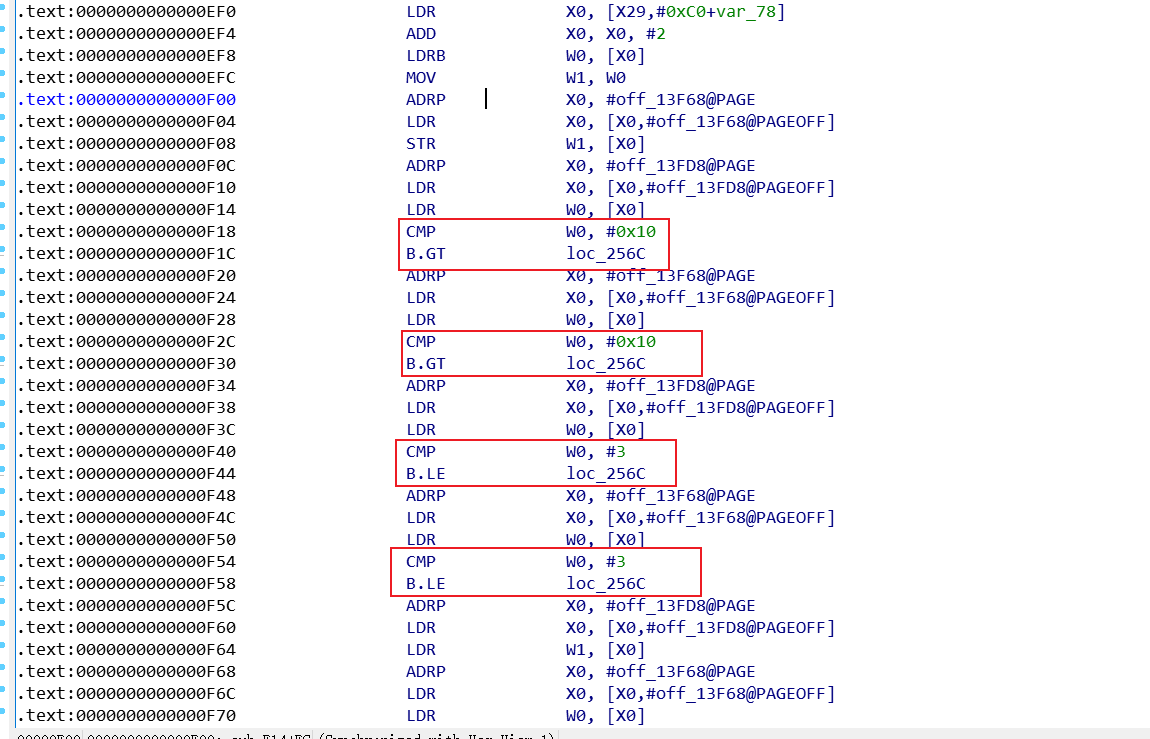 .text:0000000000000EF0 LDR X0, [X29,#0xC0+var_78]
.text:0000000000000EF4 ADD X0, X0, #2
.text:0000000000000EF8 LDRB W0, [X0]
.text:0000000000000EFC MOV W1, W0
.text:0000000000000F00 ADRP X0, #off_13F68@PAGE
.text:0000000000000F04 LDR X0, [X0,#off_13F68@PAGEOFF]
.text:0000000000000F08 STR W1, [X0]
.text:0000000000000F0C ADRP X0, #off_13FD8@PAGE
.text:0000000000000F10 LDR X0, [X0,#off_13FD8@PAGEOFF]
.text:0000000000000F14 LDR W0, [X0]
.text:0000000000000F18 CMP W0, #0x10
.text:0000000000000F1C B.GT loc_256C
.text:0000000000000F20 ADRP X0, #off_13F68@PAGE
.text:0000000000000F24 LDR X0, [X0,#off_13F68@PAGEOFF]
.text:0000000000000F28 LDR W0, [X0]
.text:0000000000000F2C CMP W0, #0x10
.text:0000000000000F30 B.GT loc_256C
.text:0000000000000F34 ADRP X0, #off_13FD8@PAGE
.text:0000000000000F38 LDR X0, [X0,#off_13FD8@PAGEOFF]
.text:0000000000000F3C LDR W0, [X0]
.text:0000000000000F40 CMP W0, #3
.text:0000000000000F44 B.LE loc_256C
.text:0000000000000F48 ADRP X0, #off_13F68@PAGE
.text:0000000000000F4C LDR X0, [X0,#off_13F68@PAGEOFF]
.text:0000000000000F50 LDR W0, [X0]
.text:0000000000000F54 CMP W0, #3
.text:0000000000000F58 B.LE loc_256C
.text:0000000000000F5C ADRP X0, #off_13FD8@PAGE
.text:0000000000000F60 LDR X0, [X0,#off_13FD8@PAGEOFF]
.text:0000000000000F64 LDR W1, [X0]
.text:0000000000000F68 ADRP X0, #off_13F68@PAGE
.text:0000000000000F6C LDR X0, [X0,#off_13F68@PAGEOFF]
.text:0000000000000F70 LDR W0, [X0]